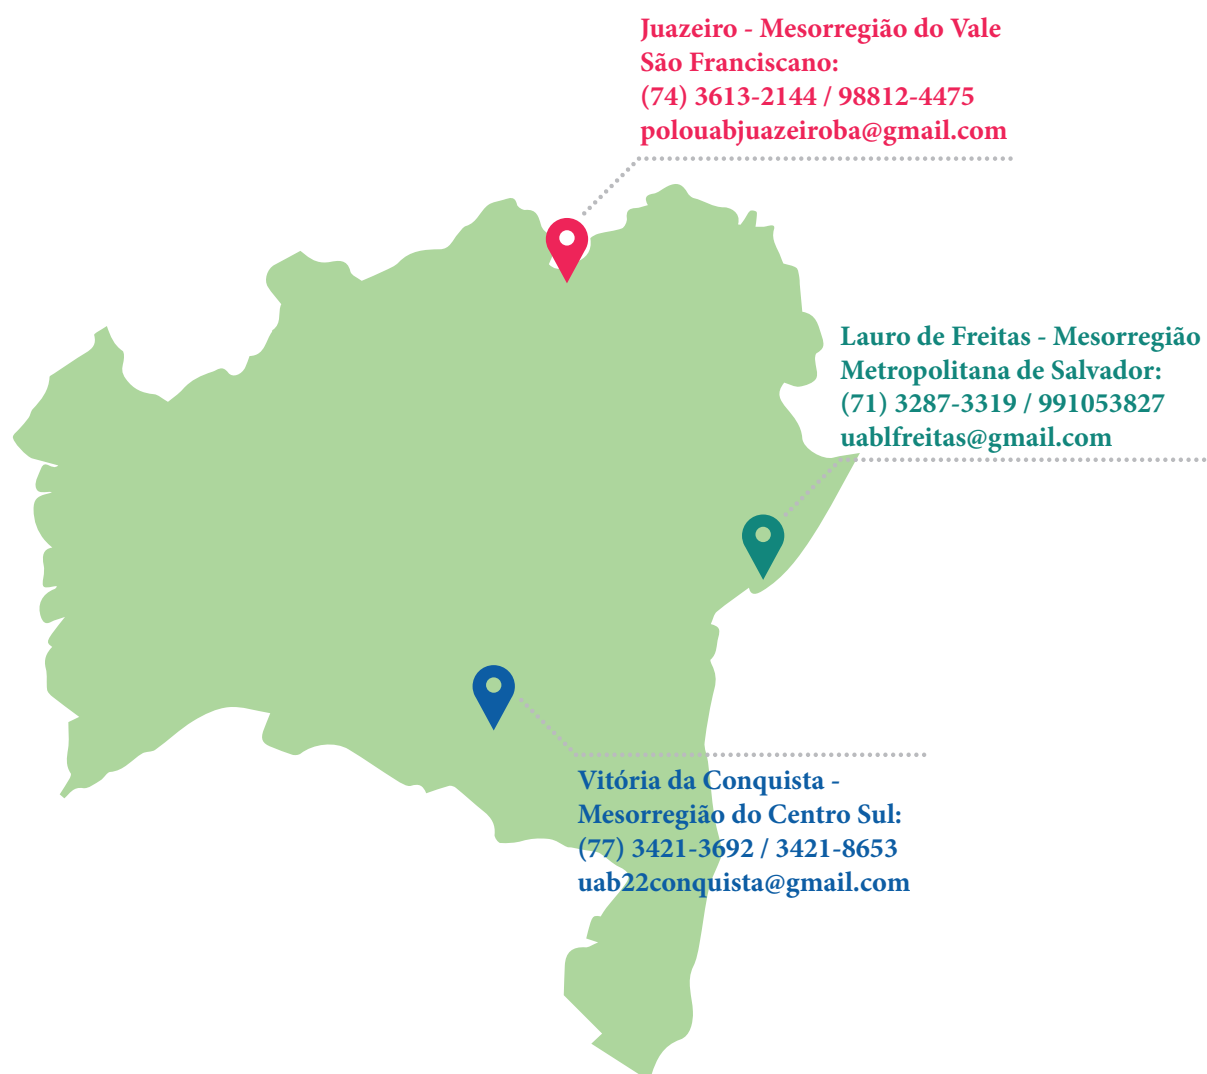 Juazeiro - Mesorregião do Vale
São Franciscano:
(74) 3613-2144 / 98812-4475
polouabjuazeiroba@gmail.com
Lauro de Freitas - Mesorregião
Metropolitana de Salvador:
(71) 3287-3319 / 991053827
uablfreitas@gmail.com
Vitória da Conquista -
Mesorregião do Centro Sul:
(77) 3421-3692 / 3421-8653
uab22conquista@gmail.com